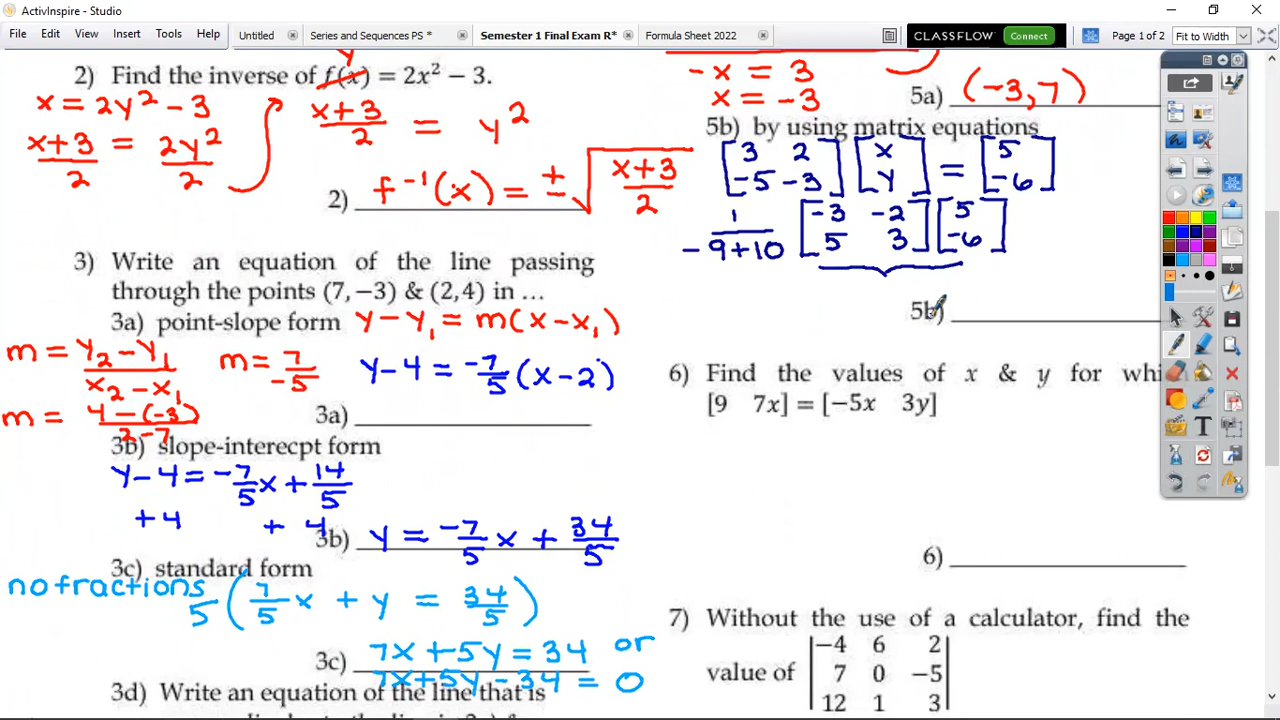 ActivInspire - Studio
File Edit View Insert Tools Help
Untitled
Series and Sequences PS *
Semester 1 Final Exam R*
Formula Sheet 2022
CLASSFLOW Connect
Page 1 of 2
Fit to Width
2) Find the inverse of f(x) = 2x² − 3.
y
x = 2y² − 3
x+3/2 = 2y²/2
x+3/2 = y²
2) f⁻¹(x) = ±√(x+3/2)
3) Write an equation of the line passing
through the points (7, −3) & (2, 4) in …
3a) point-slope form y − y₁ = m(x − x₁)
m = y₂ − y₁/x₂ − x₁
m = 7/−5
y − 4 = −7/5 (x − 2)
m = 4 − (−3)/2 − 7
3a)
3b) slope-interecpt form
y − 4 = −7/5 x + 14/5
+ 4 + 4
3b) y = −7/5 x + 34/5
3c) standard form
no fractions
5(7/5 x + y = 34/5)
3c) 7x + 5y = 34 or
7x + 5y − 34 = 0
3d) Write an equation of the line that is
−x = 3
x = −3
5a) (−3, 7)
5b) by using matrix equations
[3 2
−5 −3] [x
y] = [5
−6]
1/−9+10 [−3 −2
5 3] [5
−6]
5b)
6) Find the values of x & y for
[9 7x] = [−5x 3y]
6)
7) Without the use of a calculator, find the
value of |−4 6 2
7 0 −5
12 1 3|